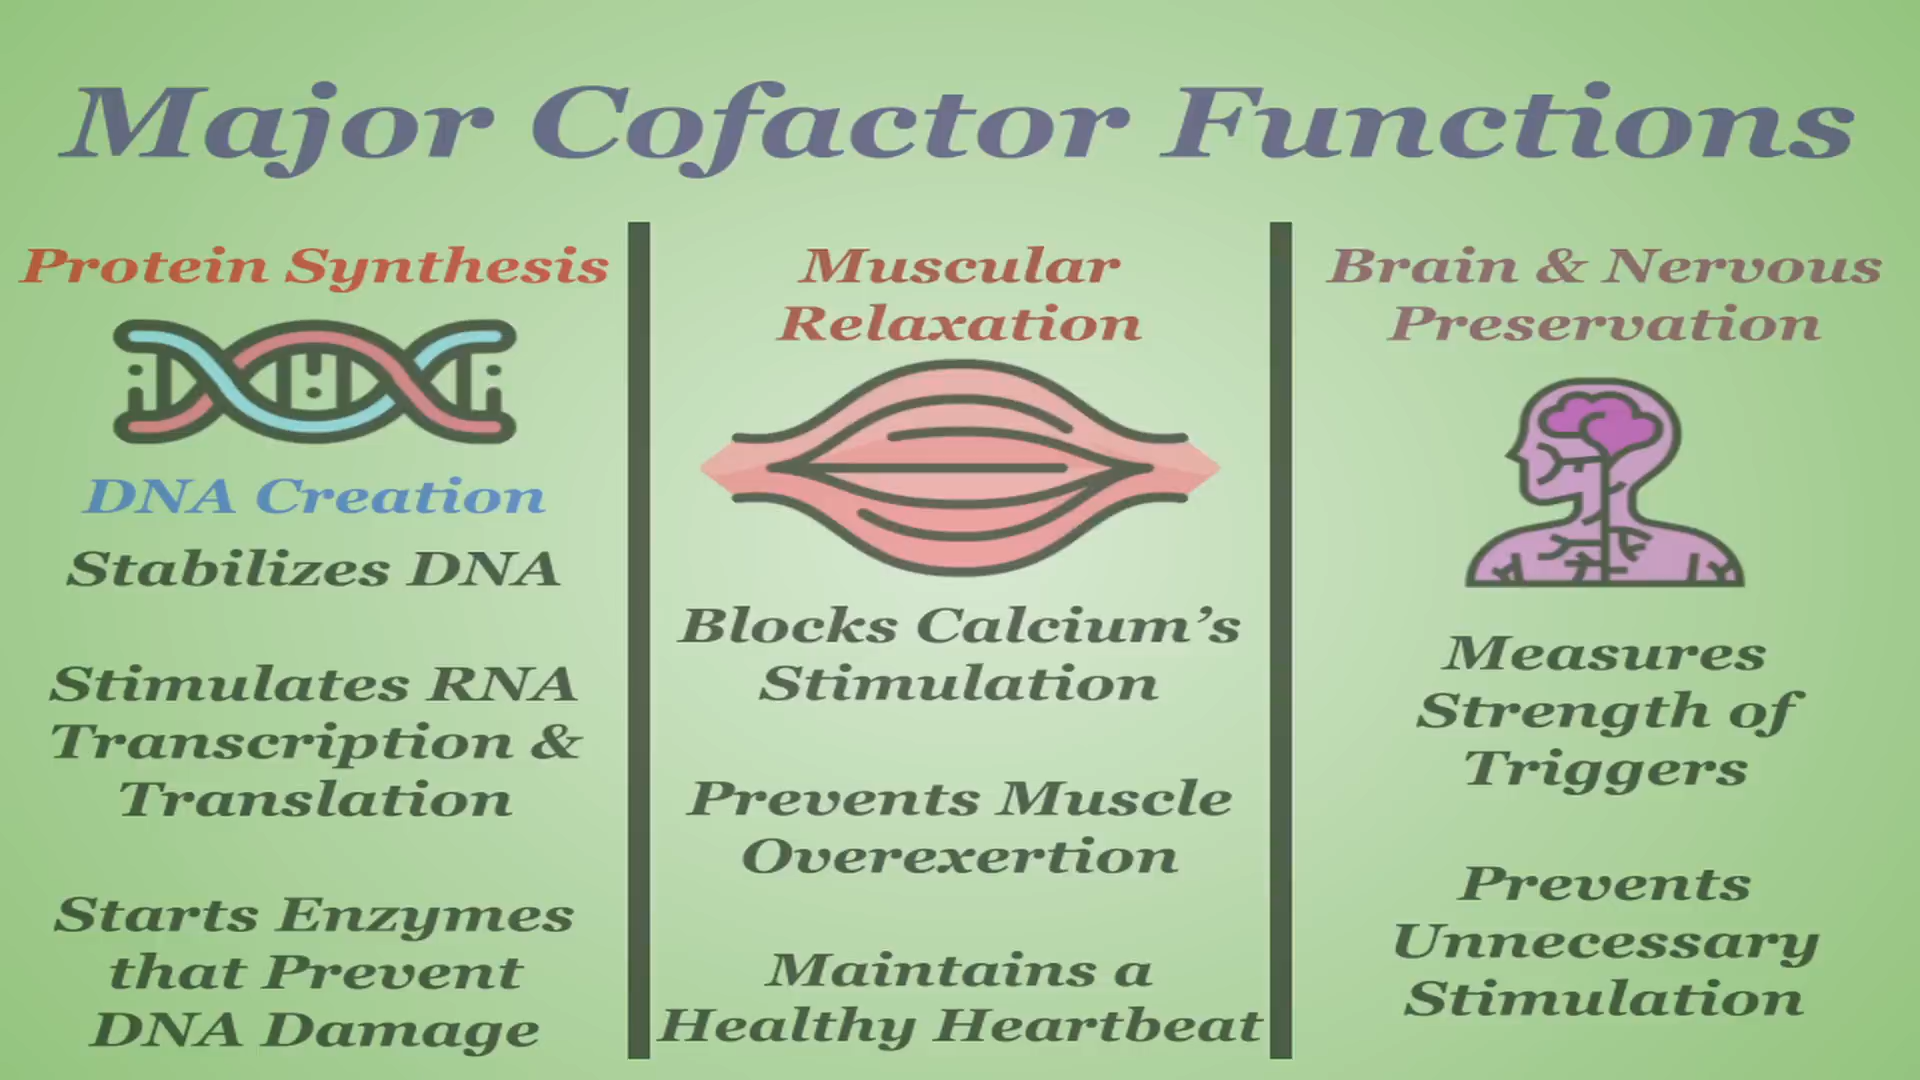 Major Cofactor Functions
Protein Synthesis
DNA Creation
Stabilizes DNA
Stimulates RNA
Transcription &
Translation
Starts Enzymes
that Prevent
DNA Damage
Muscular
Relaxation
Blocks Calcium’s
Stimulation
Prevents Muscle
Overexertion
Maintains a
Healthy Heartbeat
Brain & Nervous
Preservation
Measures
Strength of
Triggers
Prevents
Unnecessary
Stimulation